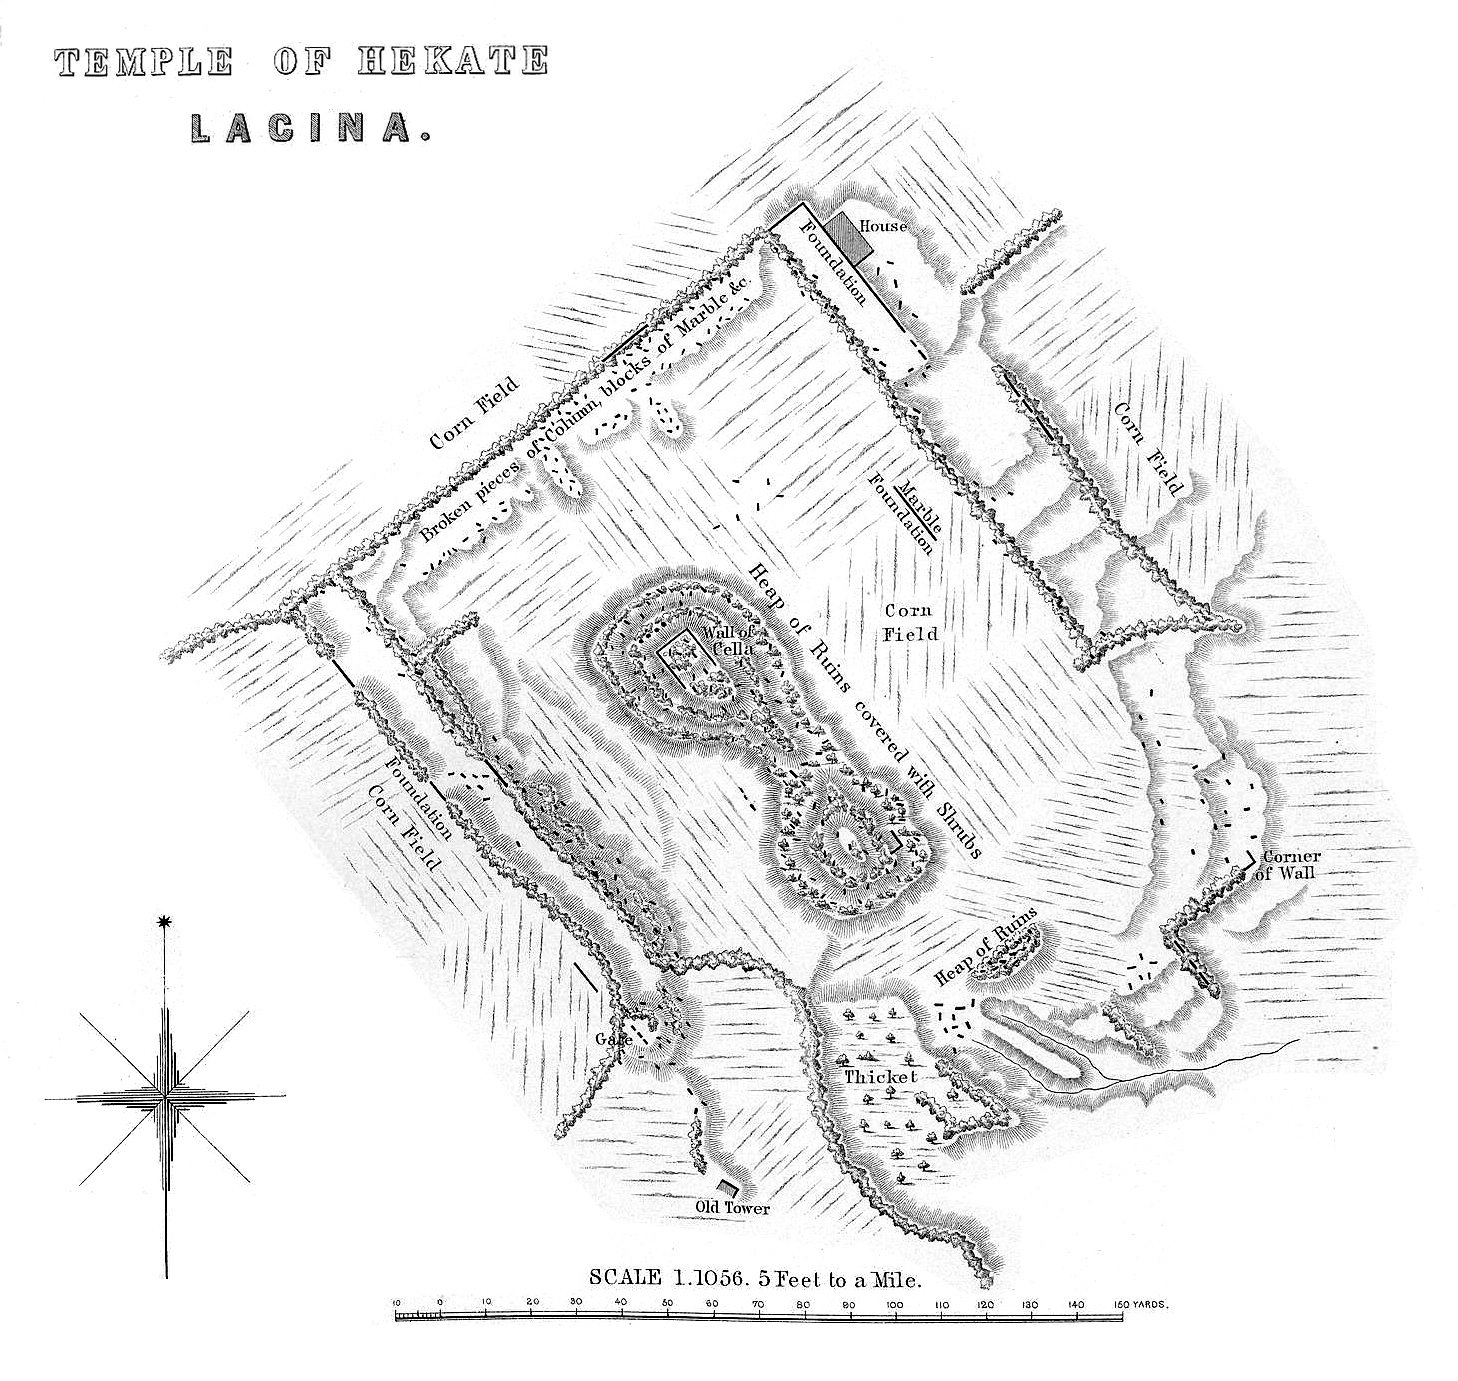 TEMPLE OF HEKATE
LACINA.
House
Foundation
Broken pieces of Column, blocks of Marble &c.
Corn Field
Corn Field
Marble
Foundation
Heap of Ruins covered with Shrubs
Corn
Field
Wall of
Cella
Foundation
Corn Field
Corner
of Wall
Heap of Ruins
Gate
Thicket
Old Tower
SCALE 1.1056. 5 Feet to a Mile.
10 0 10 20 30 40 50 60 70 80 90 100 110 120 130 140 150 YARDS.